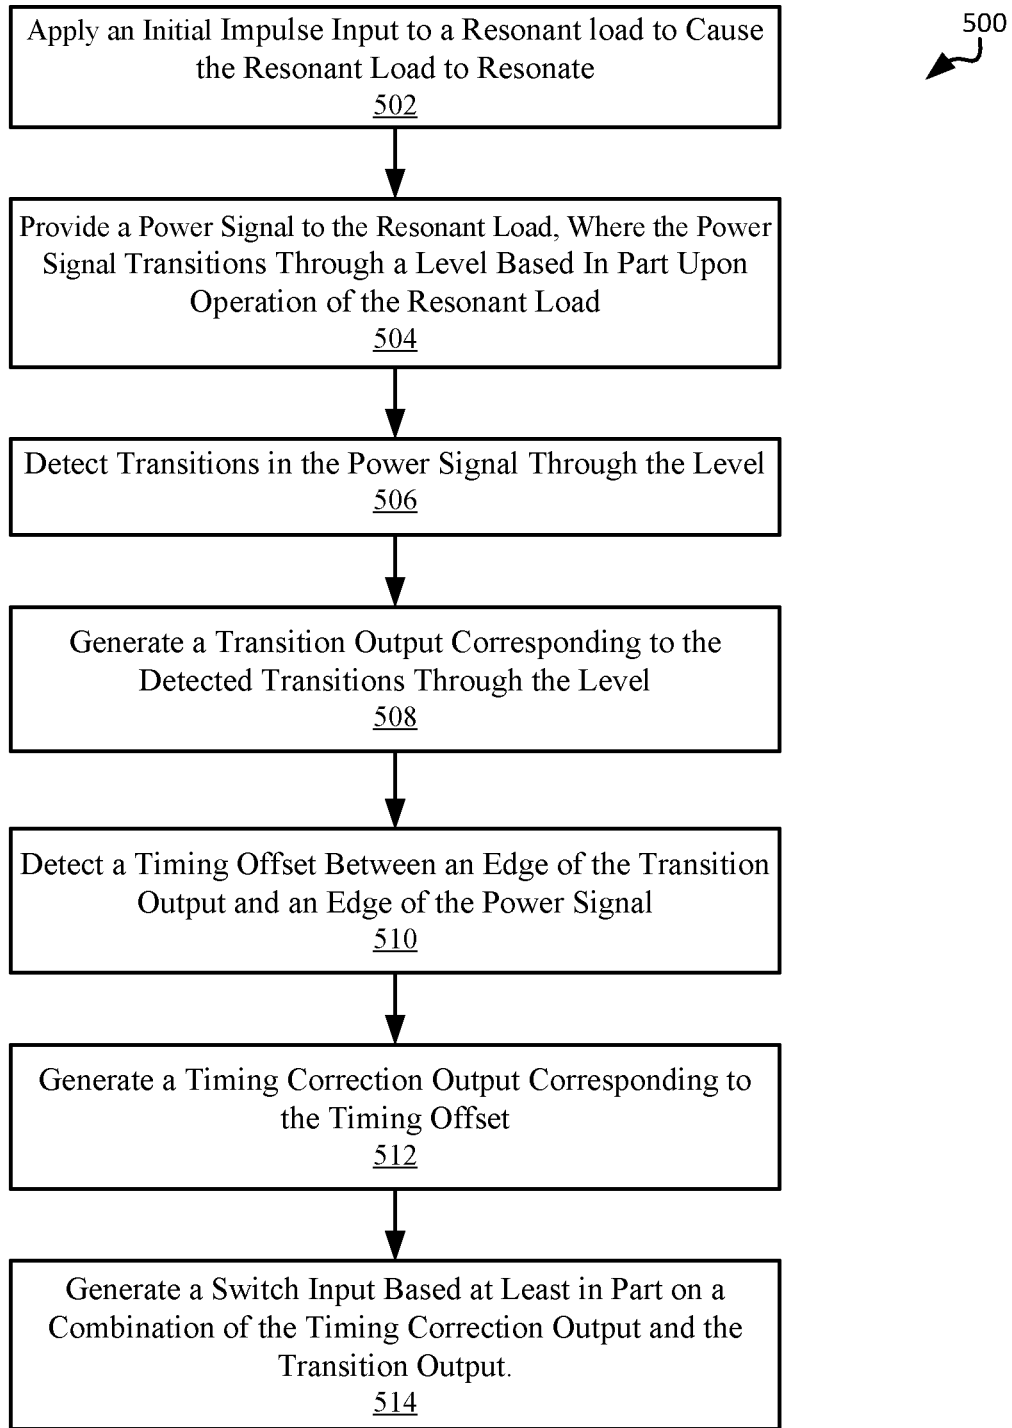 500
Apply an Initial Impulse Input to a Resonant load to Cause
the Resonant Load to Resonate
502
Provide a Power Signal to the Resonant Load, Where the Power
Signal Transitions Through a Level Based In Part Upon
Operation of the Resonant Load
504
Detect Transitions in the Power Signal Through the Level
506
Generate a Transition Output Corresponding to the
Detected Transitions Through the Level
508
Detect a Timing Offset Between an Edge of the Transition
Output and an Edge of the Power Signal
510
Generate a Timing Correction Output Corresponding to
the Timing Offset
512
Generate a Switch Input Based at Least in Part on a
Combination of the Timing Correction Output and the
Transition Output.
514